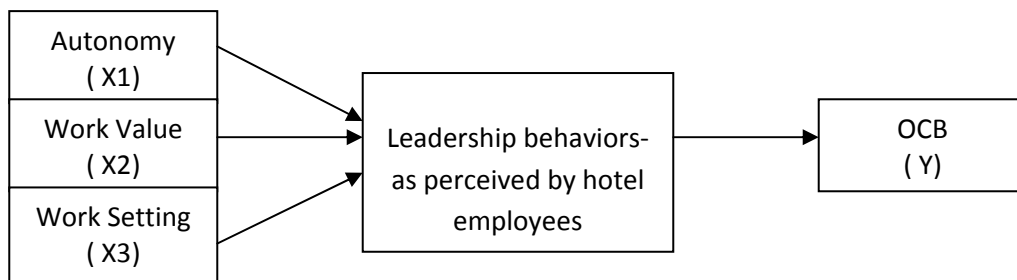 Autonomy
( X1)
Work Value
(X2)
Work Setting
( X3)
Leadership behaviors-
as perceived by hotel
employees
OCB
( Y)